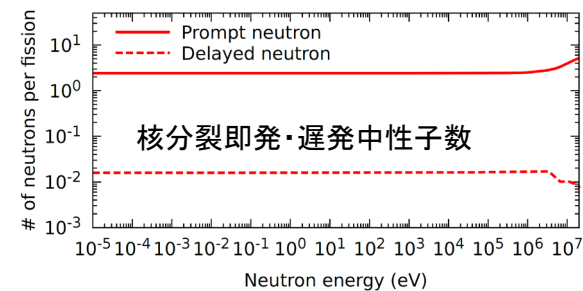 Prompt neutron
Delayed neutron
# of neutrons per fission
10^1
10^0
10^-1
10^-2
10^-3
核分裂即発・遅発中性子数
10^-5 10^-4 10^-3 10^-2 10^-1 10^0 10^1 10^2 10^3 10^4 10^5 10^6 10^7
Neutron energy (eV)